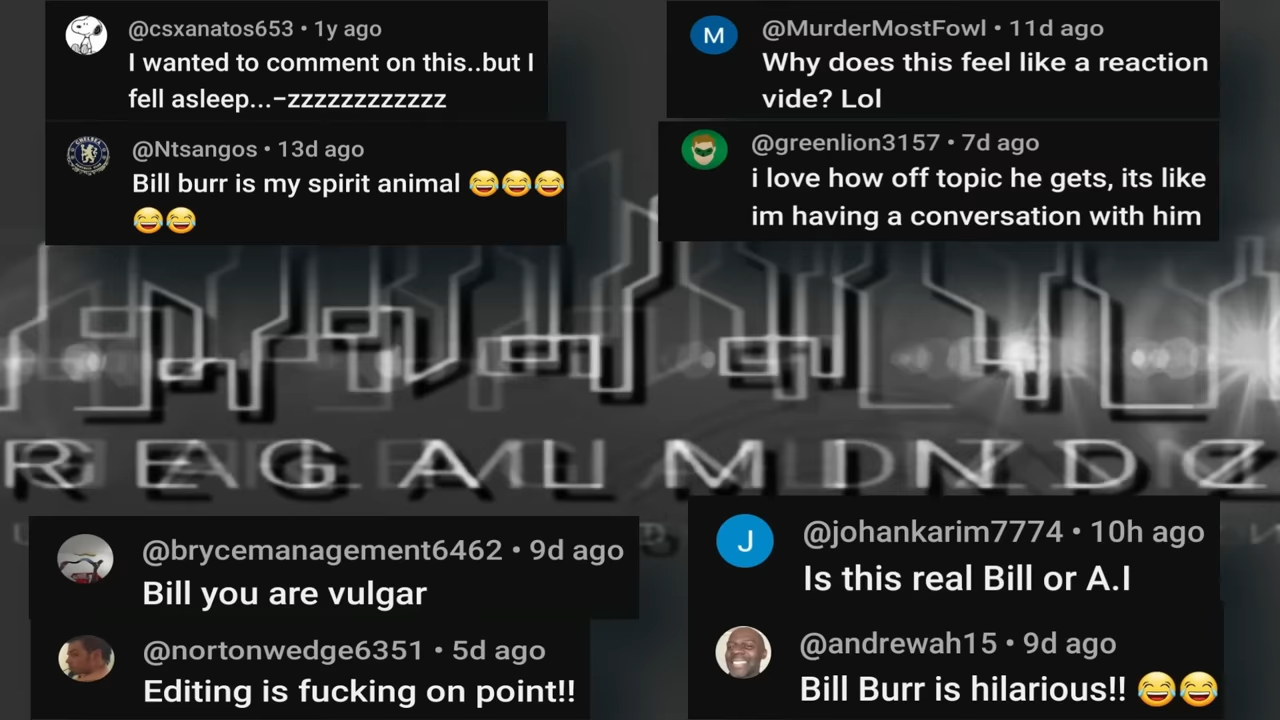 @csxanatos653 • 1y ago
I wanted to comment on this..but I
fell asleep...-zzzzzzzzzzzz
@Ntsangos • 13d ago
Bill burr is my spirit animal 😂😂😂
😂😂
@MurderMostFowl • 11d ago
Why does this feel like a reaction
vide? Lol
@greenlion3157 • 7d ago
i love how off topic he gets, its like
im having a conversation with him
REGAL MINDZ
@brycemanagement6462 • 9d ago
Bill you are vulgar
@nortonwedge6351 • 5d ago
Editing is fucking on point!!
J
@johankarim7774 • 10h ago
Is this real Bill or A.I
@andrewah15 • 9d ago
Bill Burr is hilarious!! 😂😂